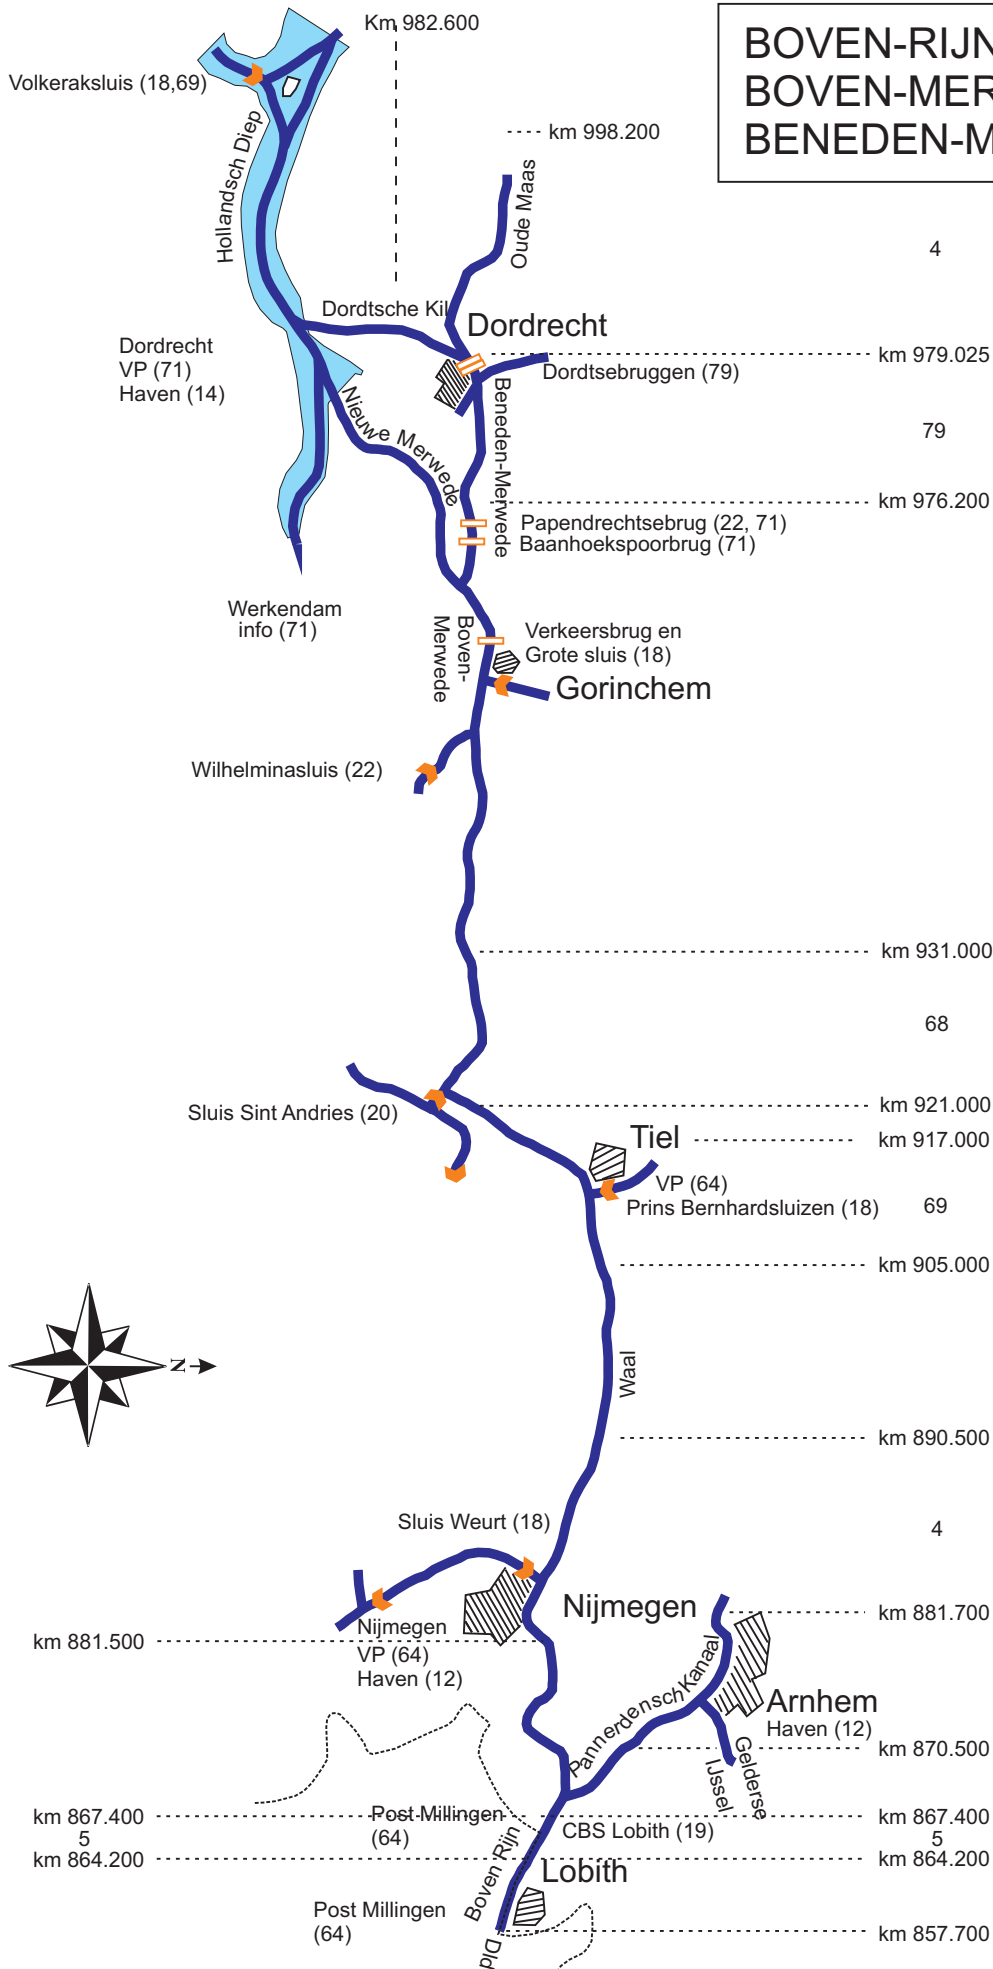 Km 982.600
BOVEN-RIJN
BOVEN-MER
BENEDEN-M
Volkeraksluis (18,69)
km 998.200
Hollandsch Diep
Oude Maas
4
Dordtsche Kil
Dordrecht
Dordrecht
VP (71)
Haven (14)
km 979.025
Dordtsebruggen (79)
Nieuwe Merwede
Beneden-Merwede
79
km 976.200
Papendrechtsebrug (22, 71)
Baanhoekspoorbrug (71)
Werkendam
info (71)
Boven-
Merwede
Verkeersbrug en
Grote sluis (18)
Gorinchem
Wilhelminasluis (22)
km 931.000
68
Sluis Sint Andries (20)
km 921.000
Tiel
km 917.000
VP (64)
Prins Bernhardsluizen (18)
69
km 905.000
N
Waal
km 890.500
Sluis Weurt (18)
4
Nijmegen
km 881.700
Nijmegen
VP (64)
Haven (12)
km 881.500
Pannerdensch Kanaal
Arnhem
Haven (12)
Gelderse
IJssel
km 870.500
km 867.400
Post Millingen
(64)
km 867.400
CBS Lobith (19)
5
5
km 864.200
km 864.200
Boven Rijn
Lobith
Post Millingen
(64)
km 857.700
Dld